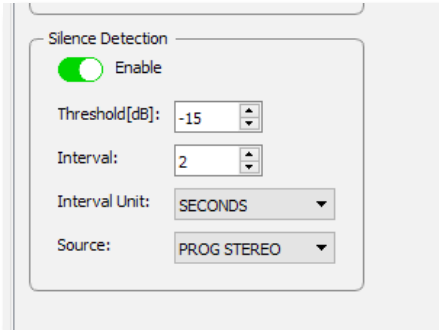 Silence Detection
Enable
Threshold[dB]: -15
Interval: 2
Interval Unit: SECONDS
Source: PROG STEREO